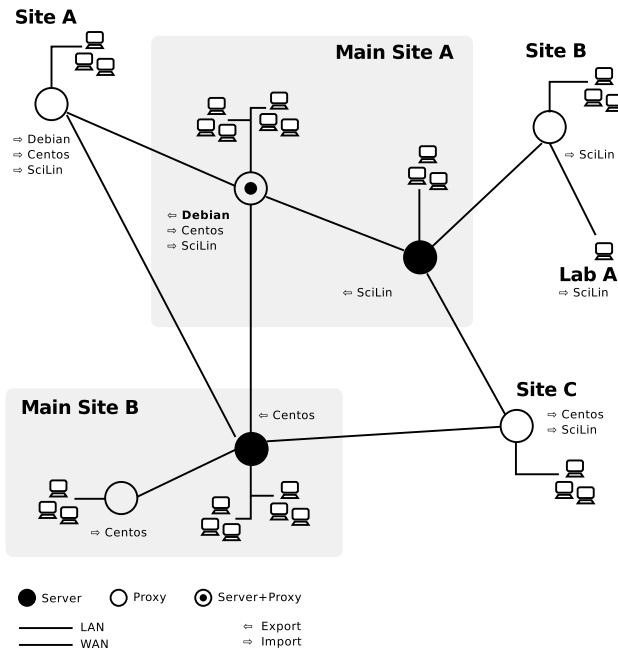 Site A
Main Site A
Site B
⇨ Debian
⇨ Centos
⇨ SciLin
⇨ SciLin
⇦ Debian
⇨ Centos
⇨ SciLin
Lab A
⇨ SciLin
⇦ SciLin
Site C
Main Site B
⇦ Centos
⇨ Centos
⇨ SciLin
⇨ Centos
Server
Proxy
Server+Proxy
LAN
⇦ Export
WAN
⇨ Import